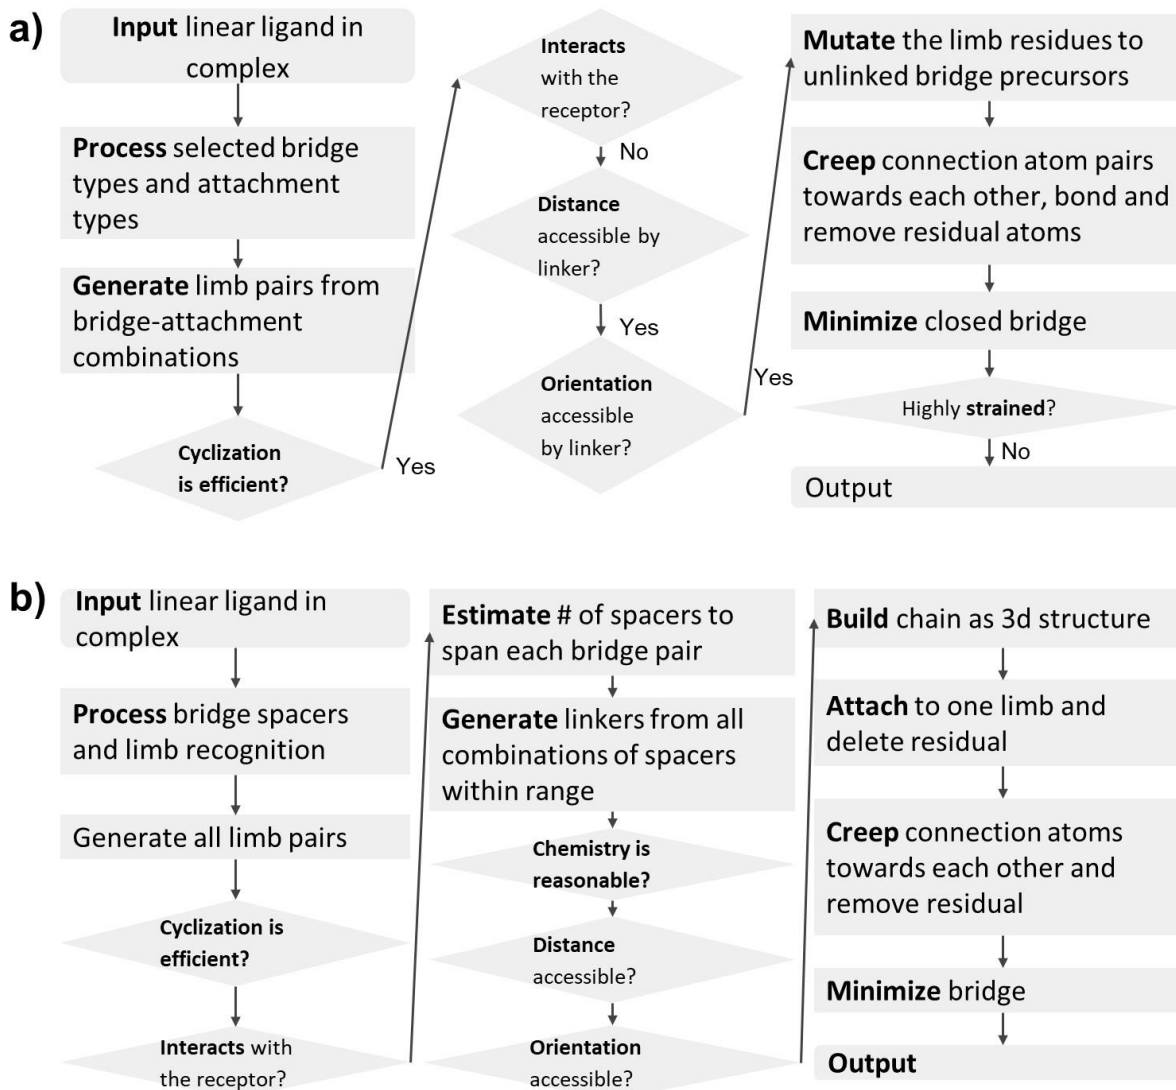 a)
Input linear ligand in
complex
Process selected bridge
types and attachment
types
Generate limb pairs from
bridge-attachment
combinations
Cyclization
is efficient?
Yes
Interacts
with the
receptor?
No
Distance
accessible by
linker?
Yes
Orientation
accessible
by linker?
Yes
Mutate the limb residues to
unlinked bridge precursors
Creep connection atom pairs
towards each other, bond and
remove residual atoms
Minimize closed bridge
Highly strained?
No
Output
b)
Input linear ligand in
complex
Process bridge spacers
and limb recognition
Generate all limb pairs
Cyclization is
efficient?
Interacts with
the receptor?
Estimate # of spacers to
span each bridge pair
Generate linkers from all
combinations of spacers
within range
Chemistry is
reasonable?
Distance
accessible?
Orientation
accessible?
Build chain as 3d structure
Attach to one limb and
delete residual
Creep connection atoms
towards each other and
remove residual
Minimize bridge
Output